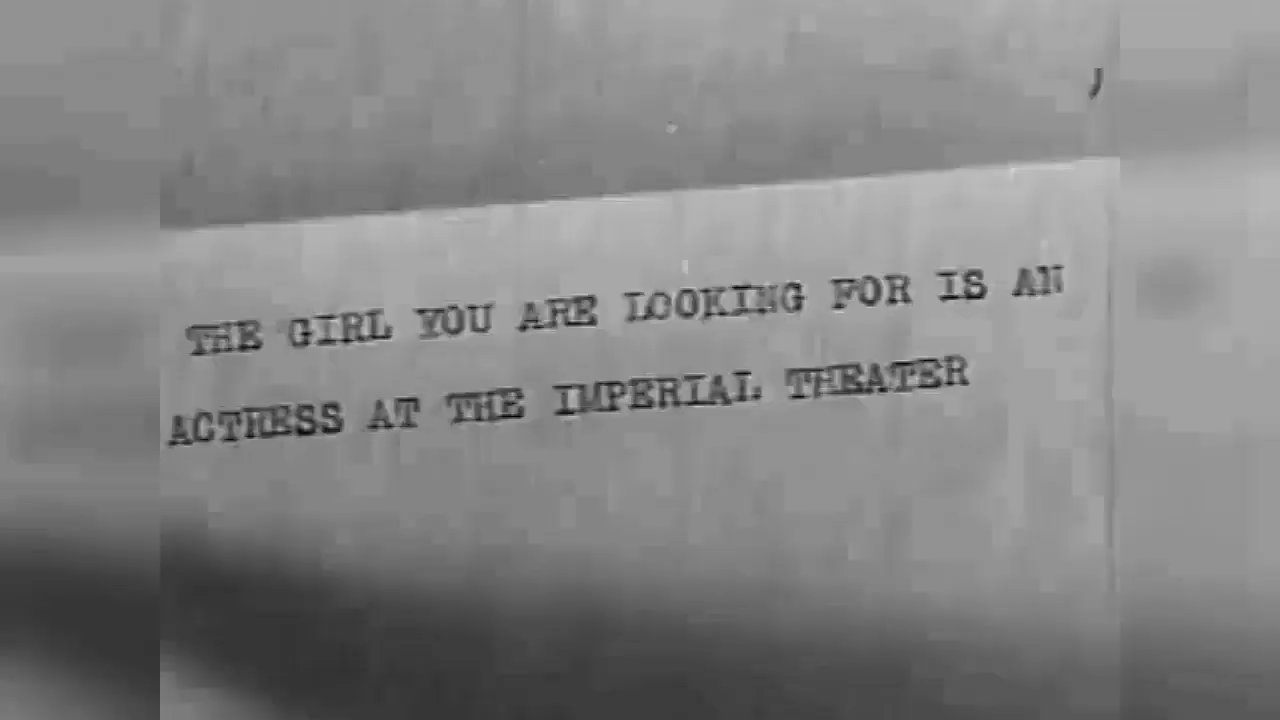 THE GIRL YOU ARE LOOKING FOR IS AN
ACTRESS AT THE IMPERIAL THEATER